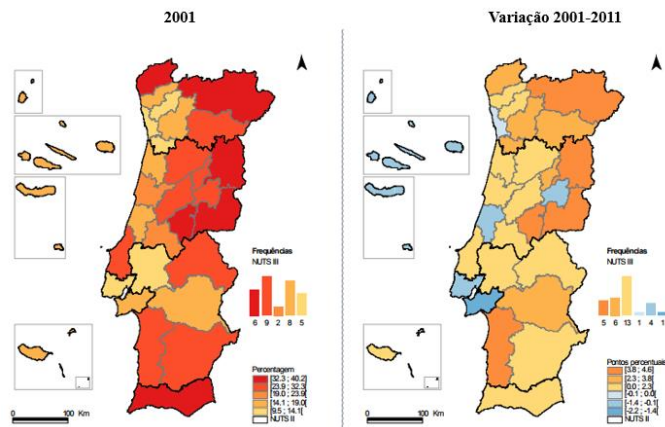 2001
Frequências
NUTS III
6 9 2 8 5
Percentagem
[32.3 ; 40.2]
[23.9 ; 32.3[
[19.0 ; 23.9[
[14.1 ; 19.0[
[9.5 ; 14.1[
NUTS II
0 100 Km
Variação 2001-2011
Frequências
NUTS III
5 6 13 1 4 1
Pontos percentuais
[3.8 ; 4.6]
[2.3 ; 3.8[
[0.0 ; 2.3[
[-0.1 ; 0.0[
[-1.4 ; -0.1[
[-2.2 ; -1.4[
NUTS II
0 100 Km